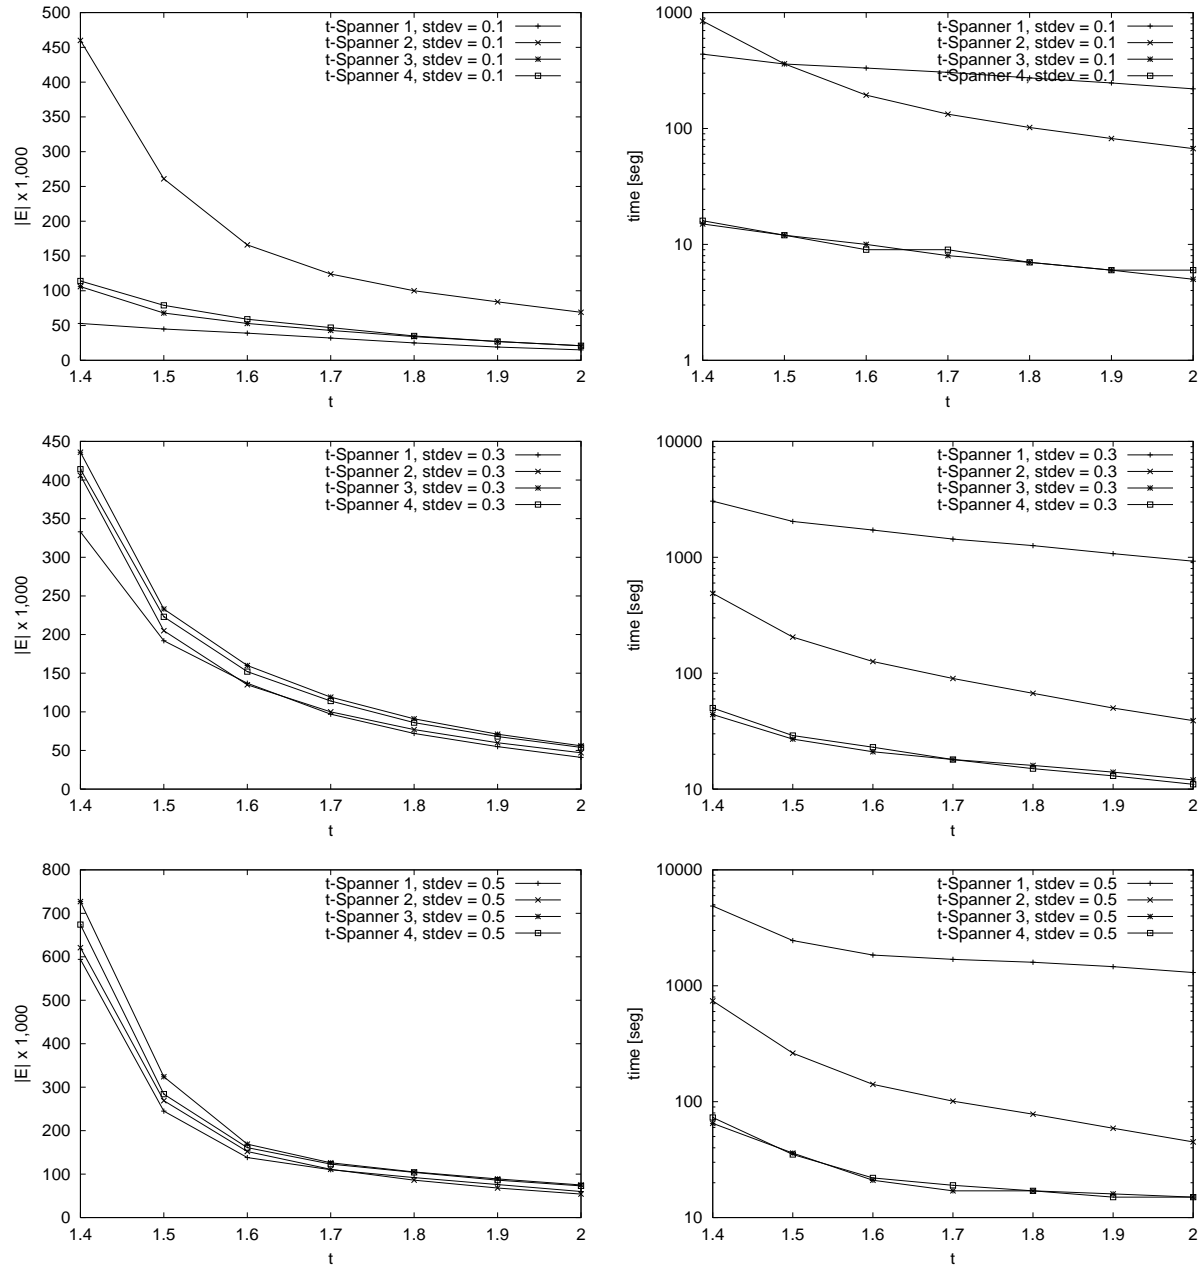 500
450
400
350
300
250
200
150
100
50
0
1.4 1.5 1.6 1.7 1.8 1.9 2
|E| x 1,000
t
t-Spanner 1, stdev = 0.1
t-Spanner 2, stdev = 0.1
t-Spanner 3, stdev = 0.1
t-Spanner 4, stdev = 0.1
1000
100
10
1
1.4 1.5 1.6 1.7 1.8 1.9 2
time [seg]
t
t-Spanner 1, stdev = 0.1
t-Spanner 2, stdev = 0.1
t-Spanner 3, stdev = 0.1
t-Spanner 4, stdev = 0.1
450
400
350
300
250
200
150
100
50
0
1.4 1.5 1.6 1.7 1.8 1.9 2
|E| x 1,000
t
t-Spanner 1, stdev = 0.3
t-Spanner 2, stdev = 0.3
t-Spanner 3, stdev = 0.3
t-Spanner 4, stdev = 0.3
10000
1000
100
10
1.4 1.5 1.6 1.7 1.8 1.9 2
time [seg]
t
t-Spanner 1, stdev = 0.3
t-Spanner 2, stdev = 0.3
t-Spanner 3, stdev = 0.3
t-Spanner 4, stdev = 0.3
800
700
600
500
400
300
200
100
0
1.4 1.5 1.6 1.7 1.8 1.9 2
|E| x 1,000
t
t-Spanner 1, stdev = 0.5
t-Spanner 2, stdev = 0.5
t-Spanner 3, stdev = 0.5
t-Spanner 4, stdev = 0.5
10000
1000
100
10
1.4 1.5 1.6 1.7 1.8 1.9 2
time [seg]
t
t-Spanner 1, stdev = 0.5
t-Spanner 2, stdev = 0.5
t-Spanner 3, stdev = 0.5
t-Spanner 4, stdev = 0.5